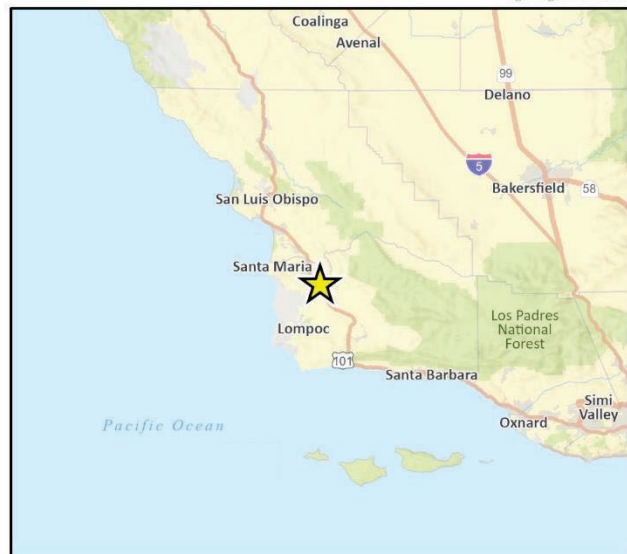 Coalinga
Avenal
99
Delano
5
Bakersfield
58
San Luis Obispo
Santa Maria
Los Padres
National
Forest
Lompoc
101
Santa Barbara
Simi
Valley
Oxnard
Pacific Ocean